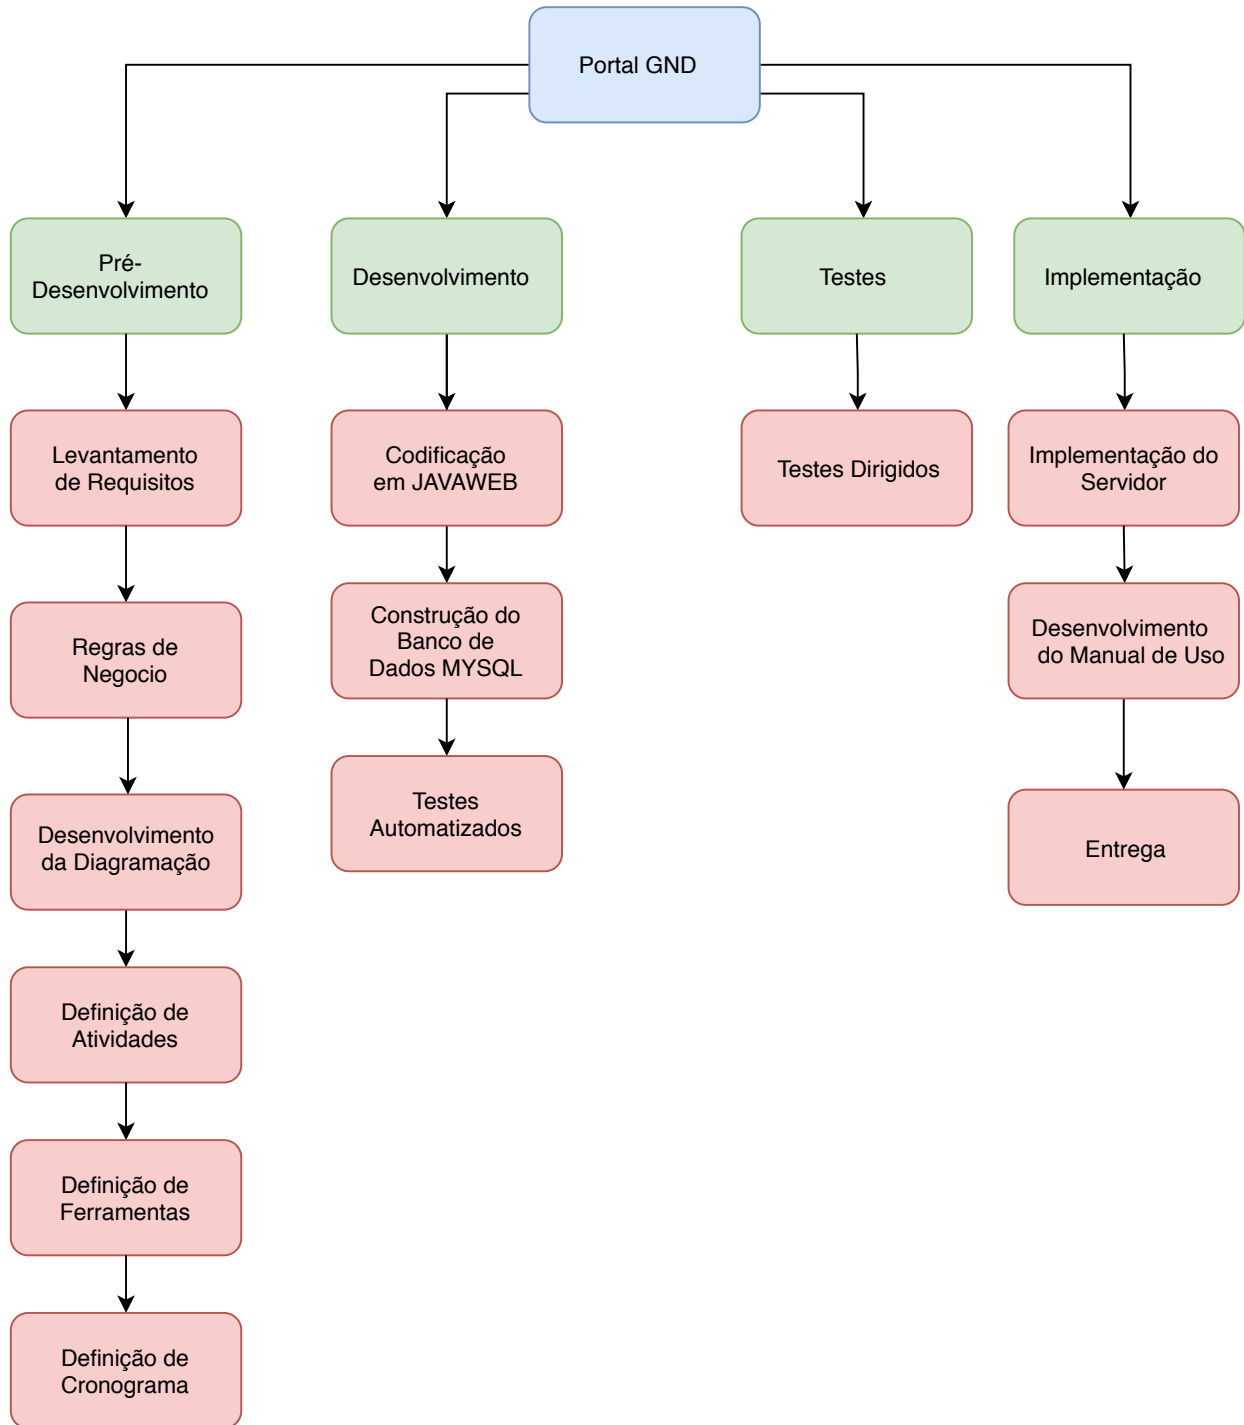 Portal GND
Pré-
Desenvolvimento
Desenvolvimento
Testes
Implementação
Levantamento
de Requisitos
Codificação
em JAVAWEB
Testes Dirigidos
Implementação do
Servidor
Regras de
Negocio
Construção do
Banco de
Dados MYSQL
Desenvolvimento
do Manual de Uso
Desenvolvimento
da Diagramação
Testes
Automatizados
Entrega
Definição de
Atividades
Definição de
Ferramentas
Definição de
Cronograma